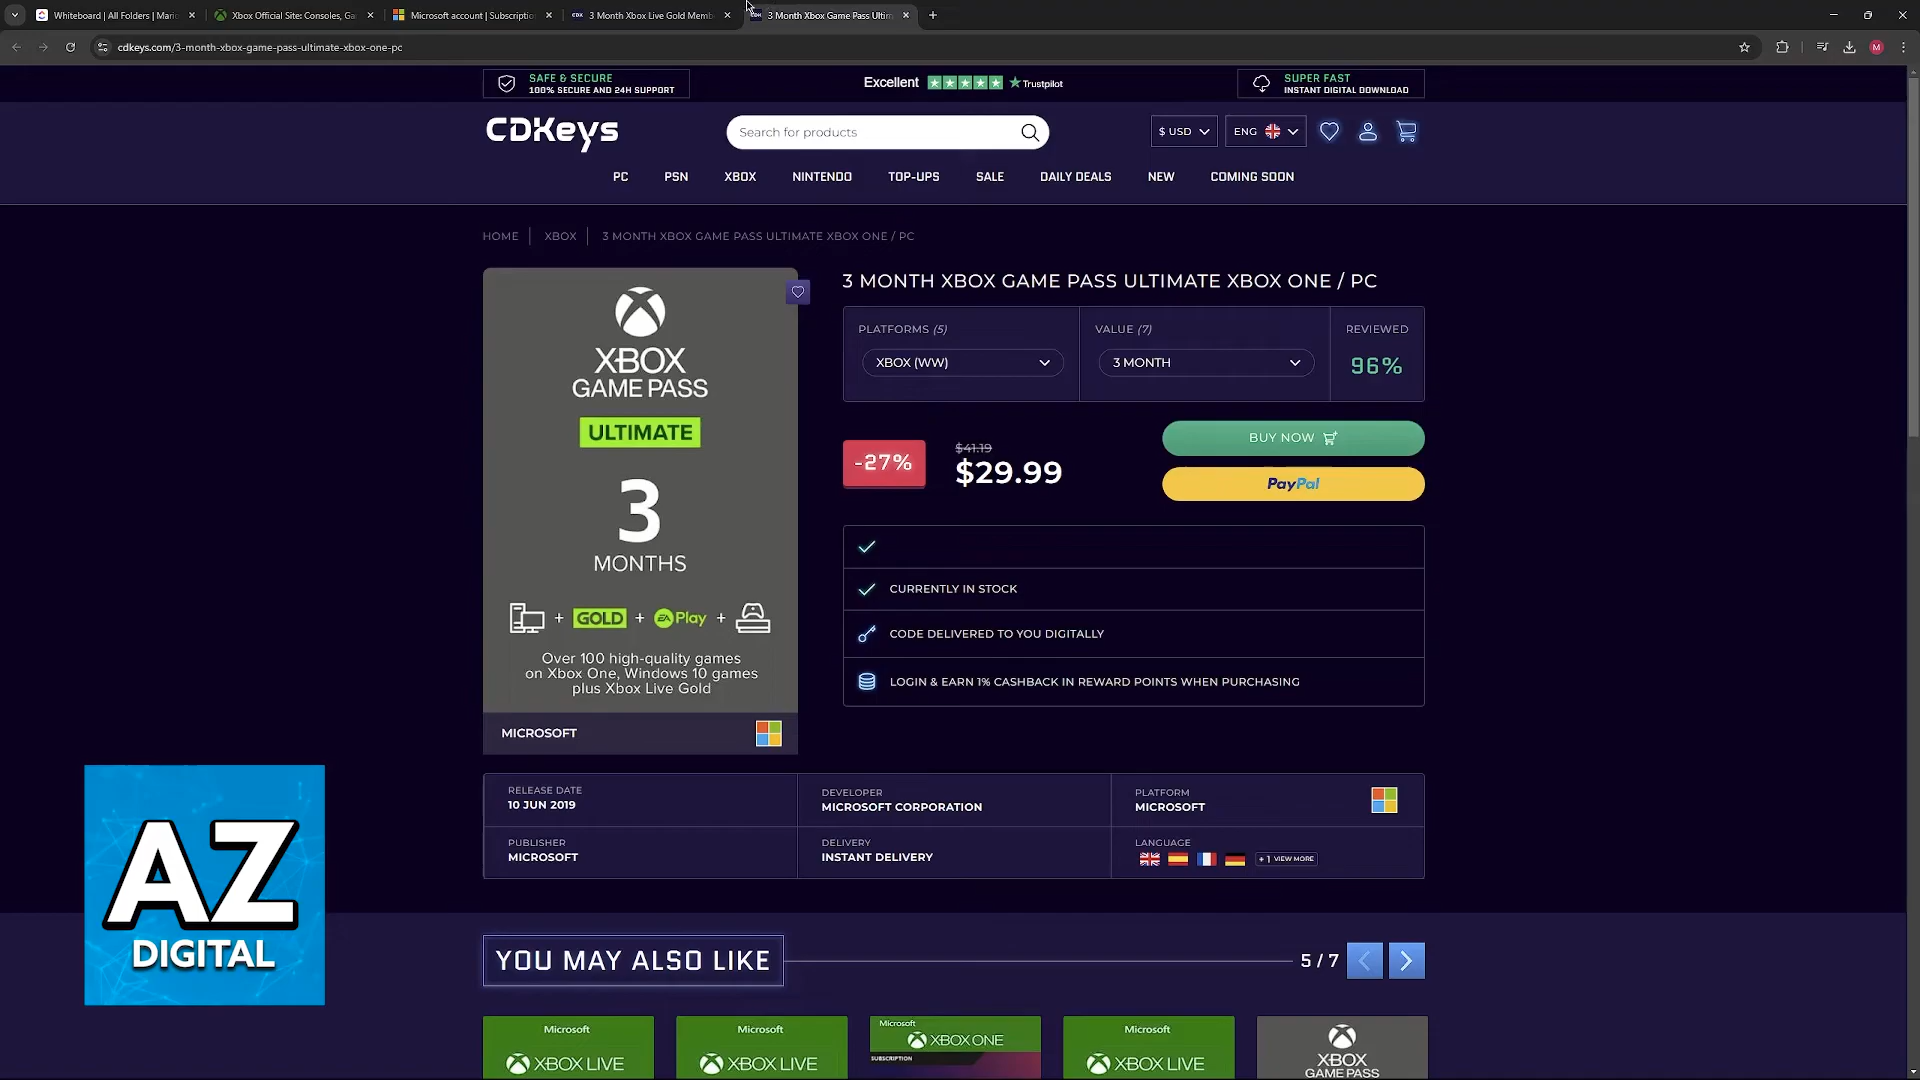 Whiteboard | All Folders | Mari
Xbox Official Site: Consoles, Ga
Microsoft account | Subscriptio
3 Month Xbox Live Gold Memb
3 Month Xbox Game Pass Ultim
cdkeys.com/3-month-xbox-game-pass-ultimate-xbox-one-pc
M
SAFE & SECURE
100% SECURE AND 24H SUPPORT
Excellent
Trustpilot
SUPER FAST
INSTANT DIGITAL DOWNLOAD
CDKeys
Search for products
$ USD
ENG
PC
PSN
XBOX
NINTENDO
TOP-UPS
SALE
DAILY DEALS
NEW
COMING SOON
HOME
XBOX
3 MONTH XBOX GAME PASS ULTIMATE XBOX ONE / PC
XBOX
GAME PASS
ULTIMATE
3
MONTHS
+ GOLD + EA Play +
Over 100 high-quality games
on Xbox One, Windows 10 games
plus Xbox Live Gold
MICROSOFT
3 MONTH XBOX GAME PASS ULTIMATE XBOX ONE / PC
PLATFORMS (5)
XBOX (WW)
VALUE (7)
3 MONTH
REVIEWED
96%
-27%
$41.19
$29.99
BUY NOW
PayPal
CURRENTLY IN STOCK
CODE DELIVERED TO YOU DIGITALLY
LOGIN & EARN 1% CASHBACK IN REWARD POINTS WHEN PURCHASING
RELEASE DATE
10 JUN 2019
DEVELOPER
MICROSOFT CORPORATION
PLATFORM
MICROSOFT
PUBLISHER
MICROSOFT
DELIVERY
INSTANT DELIVERY
LANGUAGE
+ 1 VIEW MORE
AZ
DIGITAL
YOU MAY ALSO LIKE
5 / 7
Microsoft
XBOX LIVE
Microsoft
XBOX LIVE
Microsoft
XBOX ONE
SUBSCRIPTION
Microsoft
XBOX LIVE
XBOX
GAME PASS